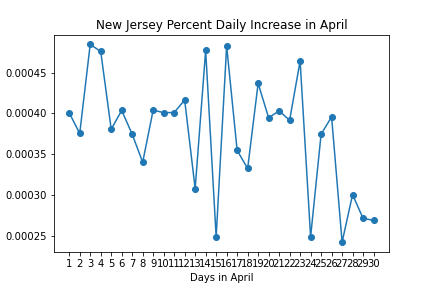 New Jersey Percent Daily Increase in April
0.00045
0.00040
0.00035
0.00030
0.00025
1 2 3 4 5 6 7 8 9 10 11 12 13 14 15 16 17 18 19 20 21 22 23 24 25 26 27 28 29 30
Days in April